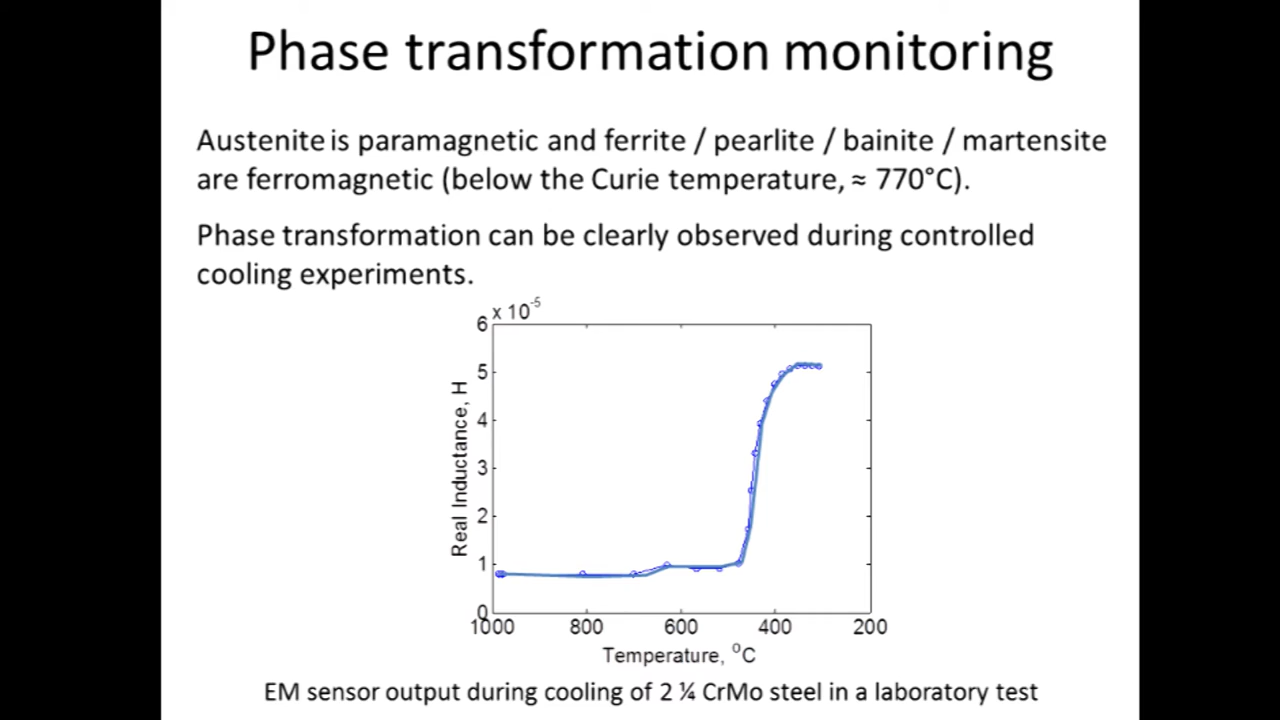 Phase transformation monitoring
Austenite is paramagnetic and ferrite / pearlite / bainite / martensite
are ferromagnetic (below the Curie temperature, ≈ 770°C).
Phase transformation can be clearly observed during controlled
cooling experiments.
x 10⁻⁵
6
5
4
3
2
1
0
Real Inductance, H
1000 800 600 400 200
Temperature, °C
EM sensor output during cooling of 2 ¼ CrMo steel in a laboratory test